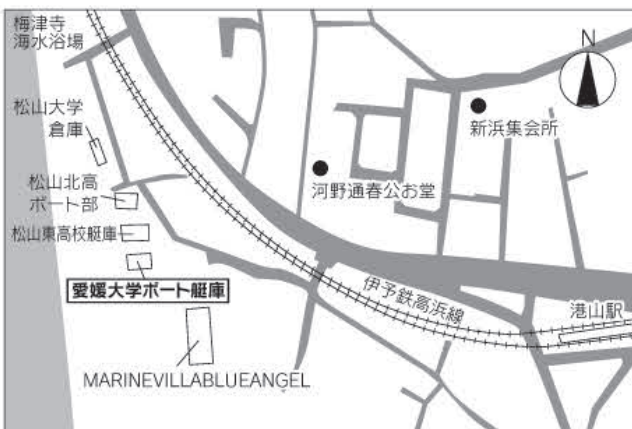 梅津寺
海水浴場
N
松山大学
倉庫
新浜集会所
松山北高
ボート部
河野通春公お堂
松山東高校艇庫
愛媛大学ボート艇庫
伊予鉄高浜線
港山駅
MARINEVILLABLUEANGEL